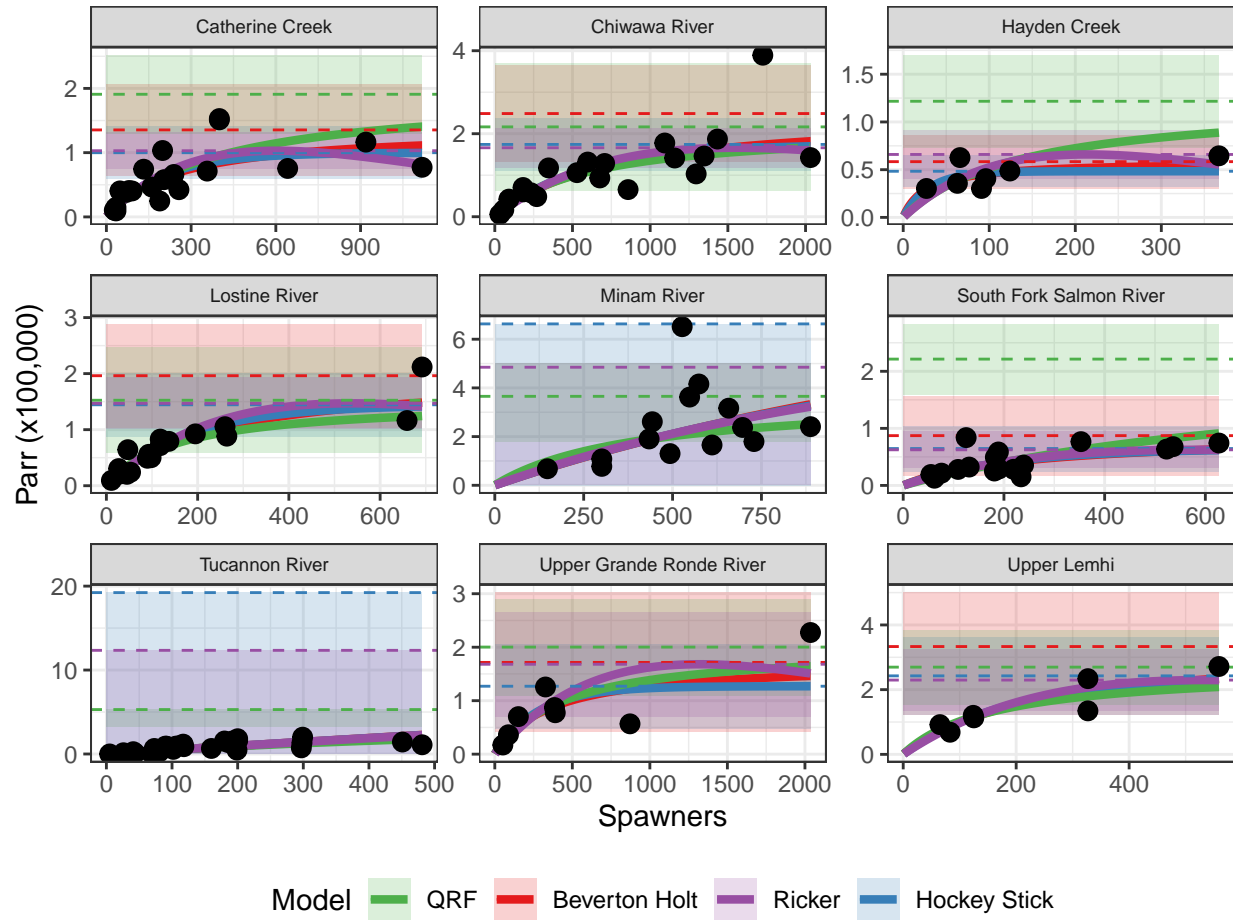 Catherine Creek
Chiwawa River
Hayden Creek
0
1
2
0 300 600 900
0
2
4
0 500 1000 1500 2000
0.0
0.5
1.0
1.5
0 100 200 300
Lostine River
Minam River
South Fork Salmon River
0
1
2
3
0 200 400 600
0
2
4
6
0 250 500 750
0
1
2
0 200 400 600
Tucannon River
Upper Grande Ronde River
Upper Lemhi
0
10
20
0 100 200 300 400 500
0
1
2
3
0 500 1000 1500 2000
0
2
4
0 200 400
Parr (x100,000)
Spawners
Model QRF Beverton Holt Ricker Hockey Stick